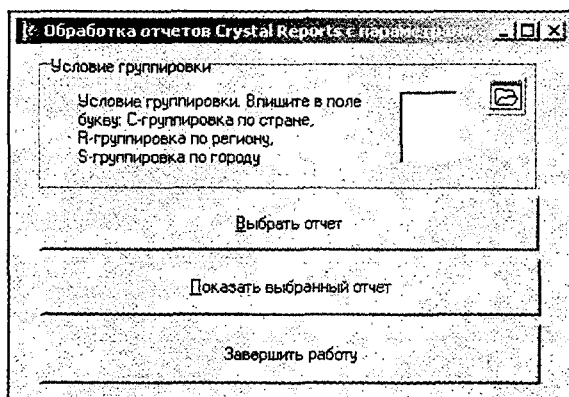 Обработка отчетов Crystal Reports с параметрами
Условие группировки
Условие группировки. Впишите в поле
букву: C-группировка по стране,
R-группировка по региону,
S-группировка по городу
Выбрать отчет
Показать выбранный отчет
Завершить работу